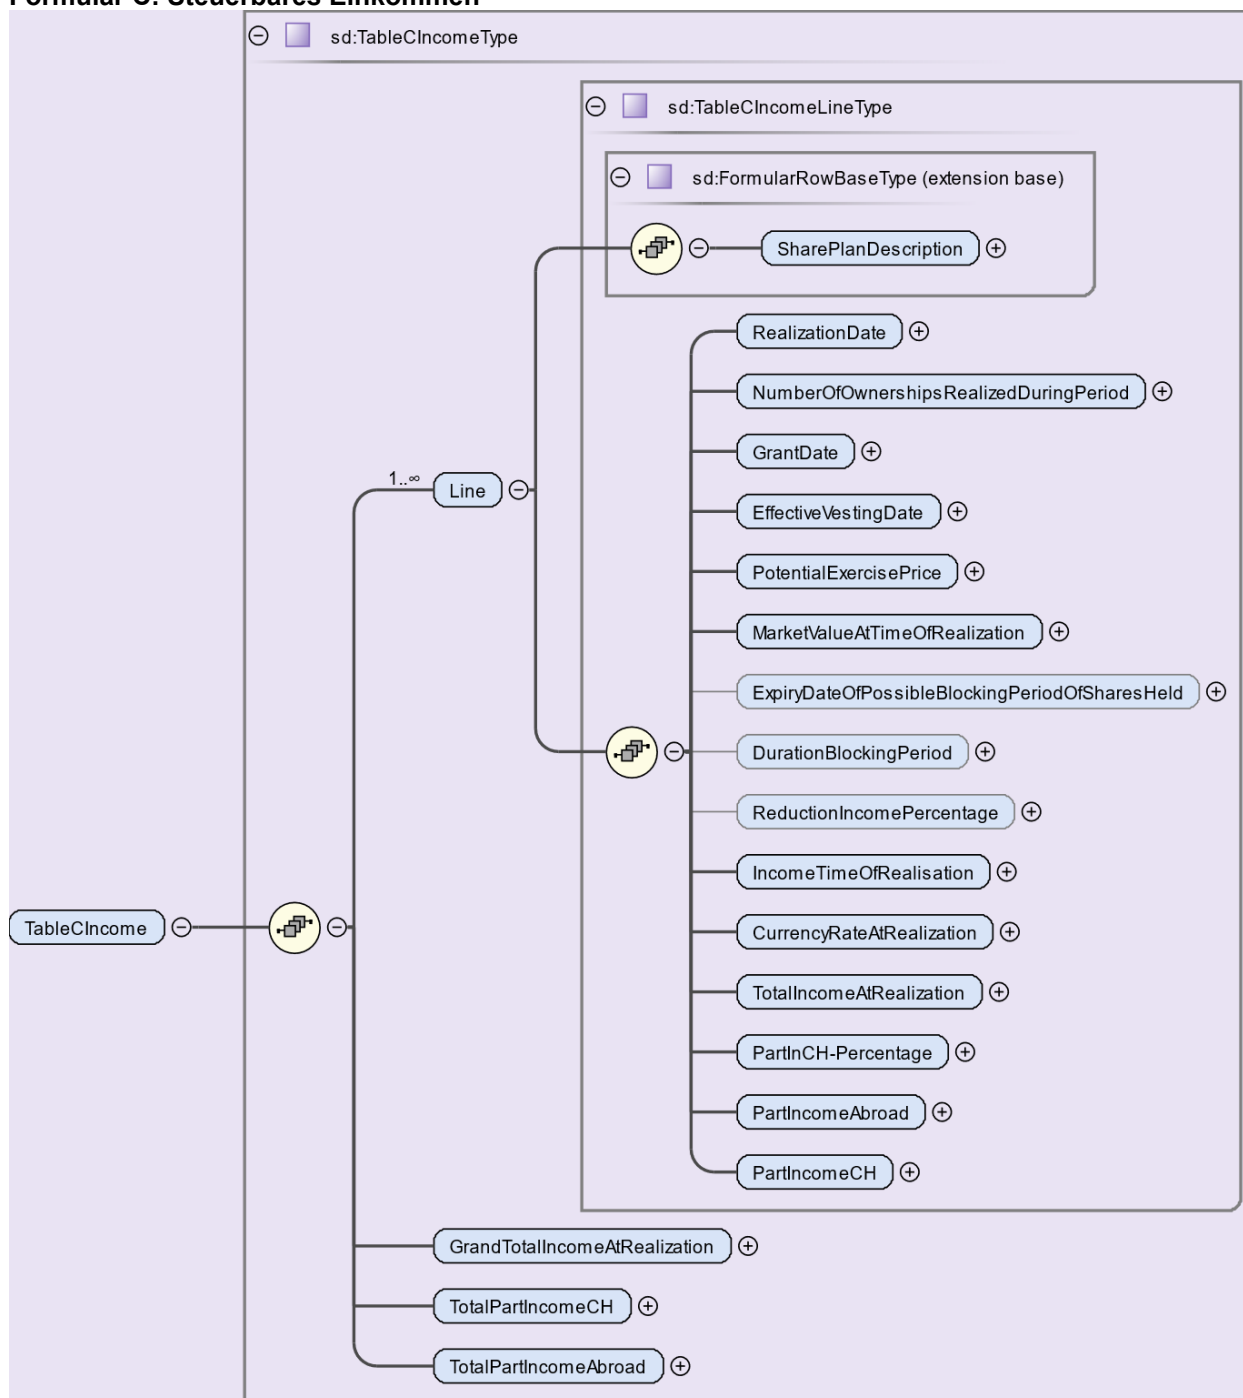 Formular C: Steuerbares Einkommen
sd:TableCIncomeType
sd:TableCIncomeLineType
sd:FormularRowBaseType (extension base)
SharePlanDescription
RealizationDate
NumberOfOwnershipsRealizedDuringPeriod
GrantDate
EffectiveVestingDate
PotentialExercisePrice
MarketValueAtTimeOfRealization
ExpiryDateOfPossibleBlockingPeriodOfSharesHeld
DurationBlockingPeriod
ReductionIncomePercentage
IncomeTimeOfRealisation
CurrencyRateAtRealization
TotalIncomeAtRealization
PartInCH-Percentage
PartIncomeAbroad
PartIncomeCH
1..∞
Line
TableCIncome
GrandTotalIncomeAtRealization
TotalPartIncomeCH
TotalPartIncomeAbroad